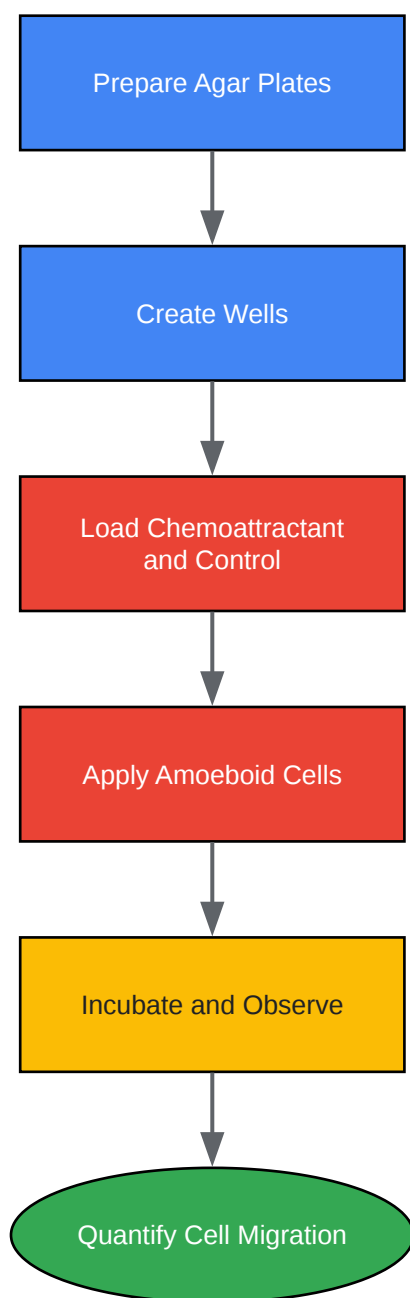 Prepare Agar Plates
Create Wells
Load Chemoattractant
and Control
Apply Amoeboid Cells
Incubate and Observe
Quantify Cell Migration